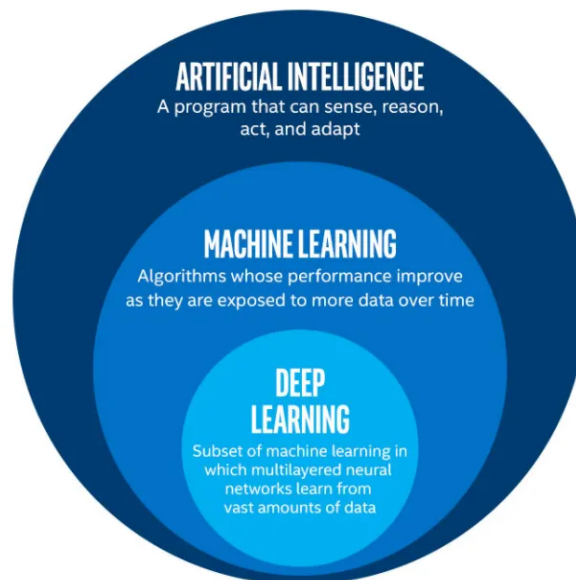 ARTIFICIAL INTELLIGENCE
A program that can sense, reason,
act, and adapt
MACHINE LEARNING
Algorithms whose performance improve
as they are exposed to more data over time
DEEP
LEARNING
Subset of machine learning in
which multilayered neural
networks learn from
vast amounts of data